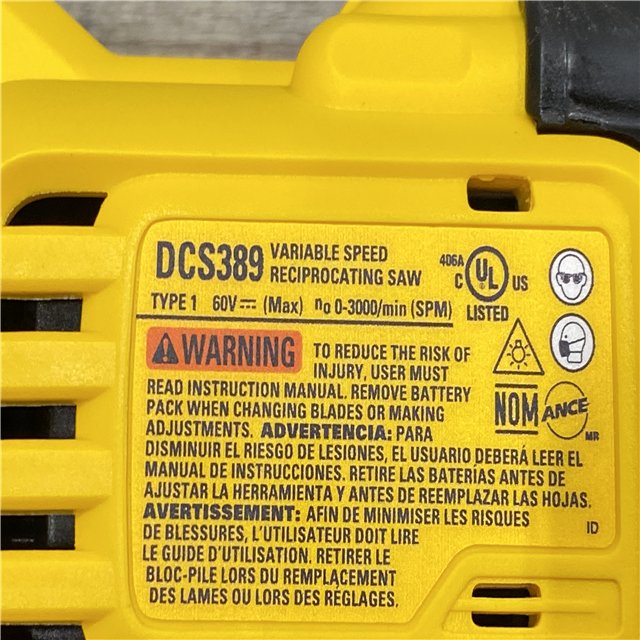 DCS389 VARIABLE SPEED
RECIPROCATING SAW
406A
C UL US
LISTED
TYPE 1 60V⎓ (Max) no 0-3000/min (SPM)
WARNING TO REDUCE THE RISK OF
INJURY, USER MUST
READ INSTRUCTION MANUAL. REMOVE BATTERY
PACK WHEN CHANGING BLADES OR MAKING
ADJUSTMENTS. ADVERTENCIA: PARA
DISMINUIR EL RIESGO DE LESIONES, EL USUARIO DEBERÁ LEER EL
MANUAL DE INSTRUCCIONES. RETIRE LAS BATERÍAS ANTES DE
AJUSTAR LA HERRAMIENTA Y ANTES DE REEMPLAZAR LAS HOJAS.
AVERTISSEMENT: AFIN DE MINIMISER LES RISQUES
DE BLESSURES, L'UTILISATEUR DOIT LIRE
LE GUIDE D'UTILISATION. RETIRER LE
BLOC-PILE LORS DU REMPLACEMENT
DES LAMES OU LORS DES RÉGLAGES.
NOM ANCE
MR
ID